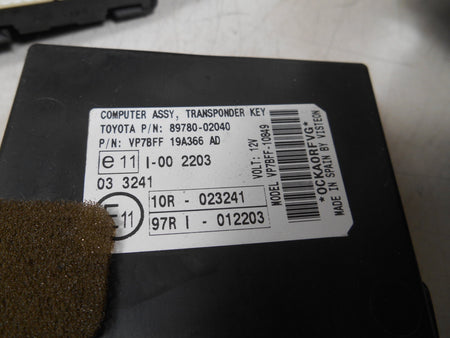 COMPUTER ASSY, TRANSPONDER KEY
TOYOTA P/N: 89780-02040
P/N: VP7BFF 19A366 AD
e 11 I-00 2203
03 3241
E 11
10R - 023241
97R I - 012203
VOLT: 12V
MODEL VP7BFF-10849
*OCKAORFVG*
MADE IN SPAIN BY VISTEON